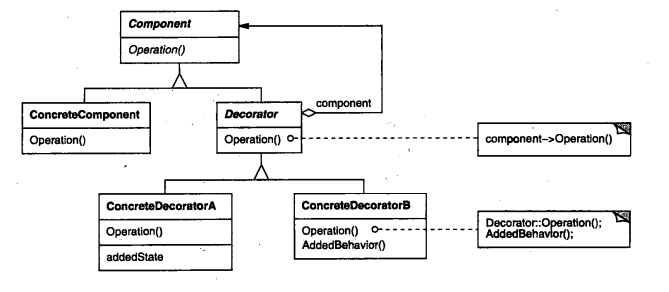 Component
Operation()
ConcreteComponent
Operation()
Decorator
Operation()
component
component->Operation()
ConcreteDecoratorA
Operation()
addedState
ConcreteDecoratorB
Operation()
AddedBehavior()
Decorator::Operation();
AddedBehavior();